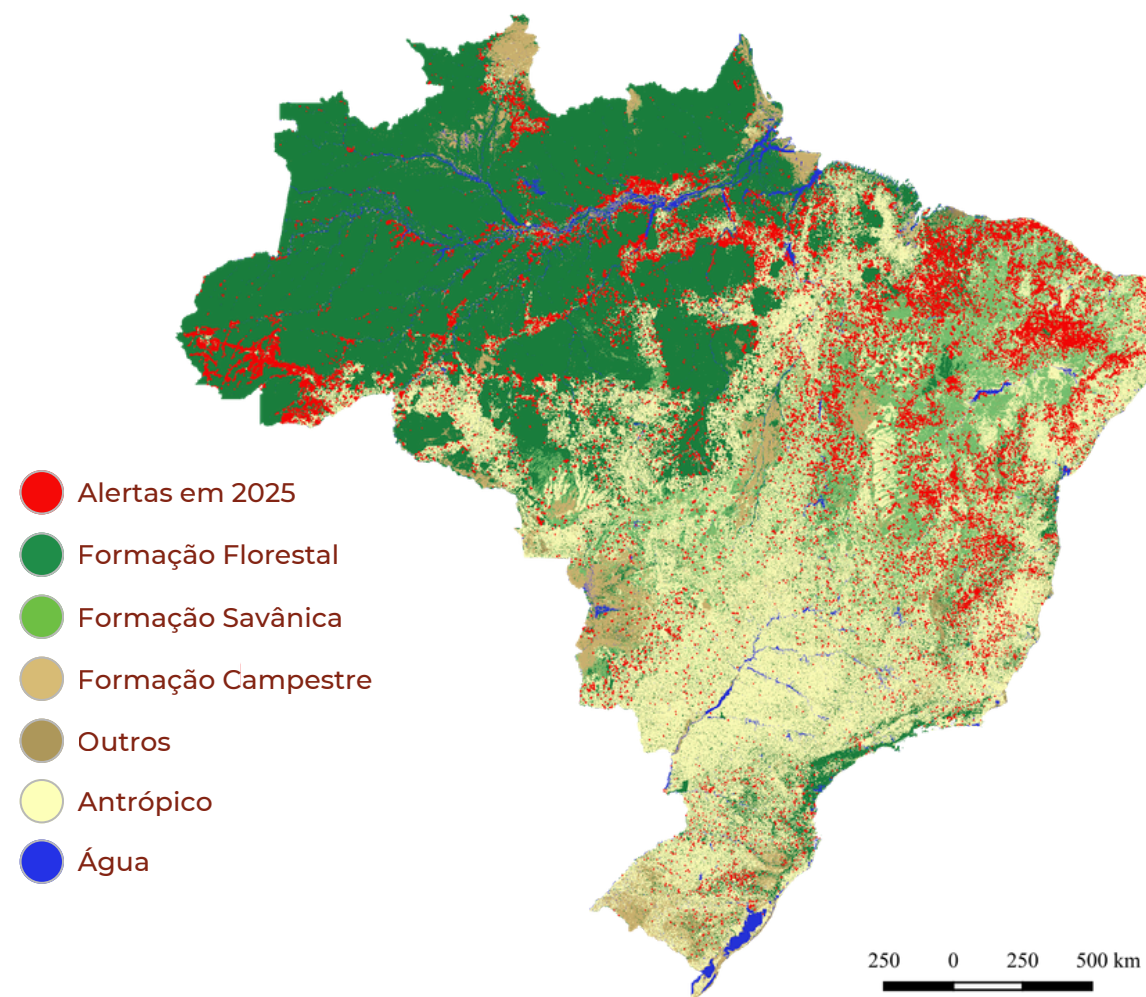 Alertas em 2025
Formação Florestal
Formação Savânica
Formação Campestre
Outros
Antrópico
Água
250 0 250 500 km